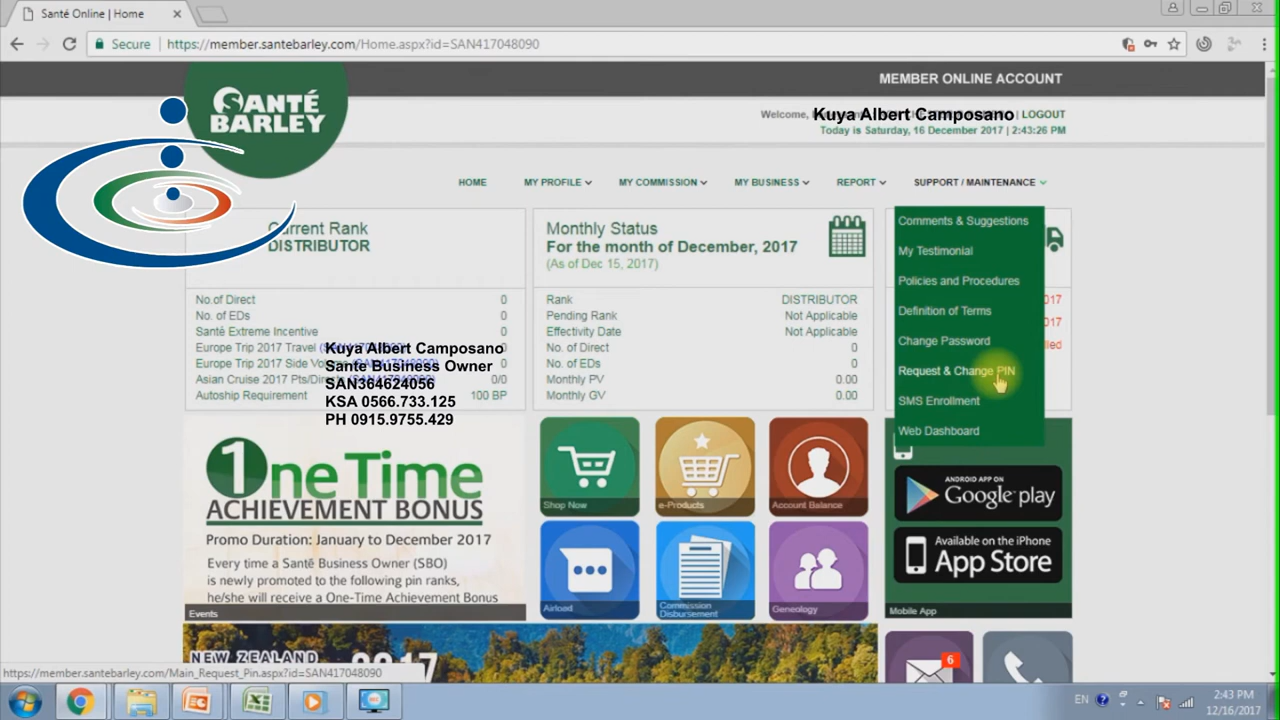 Santé Online | Home
Secure | https://member.santebarley.com/Home.aspx?id=SAN417048090
MEMBER ONLINE ACCOUNT
SANTÉ
BARLEY
Welcome, Kuya Albert Camposano | LOGOUT
Today is Saturday, 16 December 2017 | 2:43:26 PM
HOME MY PROFILE MY COMMISSION MY BUSINESS REPORT SUPPORT / MAINTENANCE
Current Rank
DISTRIBUTOR
No.of Direct 0
No. of EDs 0
Santé Extreme Incentive 0
Europe Trip 2017 Travel
Europe Trip 2017 Side
Asian Cruise 2017 Pts/ 0/0
Autoship Requirement 100 BP
Kuya Albert Camposano
Sante Business Owner
SAN364624056
KSA 0566.733.125
PH 0915.9755.429
Monthly Status
For the month of December, 2017
(As of Dec 15, 2017)
Rank DISTRIBUTOR
Pending Rank Not Applicable
Effectivity Date Not Applicable
No. of Direct 0
No. of EDs 0
Monthly PV 0.00
Monthly GV 0.00
Comments & Suggestions
My Testimonial
Policies and Procedures
Definition of Terms
Change Password
Request & Change PIN
SMS Enrollment
Web Dashboard
One Time
ACHIEVEMENT BONUS
Promo Duration: January to December 2017
Every time a Santé Business Owner (SBO)
is newly promoted to the following pin ranks,
he/she will receive a One-Time Achievement Bonus
Events
Shop Now
e-Products
Account Balance
Airload
Commission
Disbursement
Geneology
ANDROID APP ON
Google play
Available on the iPhone
App Store
Mobile App
NEW ZEALAND
2017
6
https://member.santebarley.com/Main_Request_Pin.aspx?id=SAN417048090
EN
2:43 PM
12/16/2017